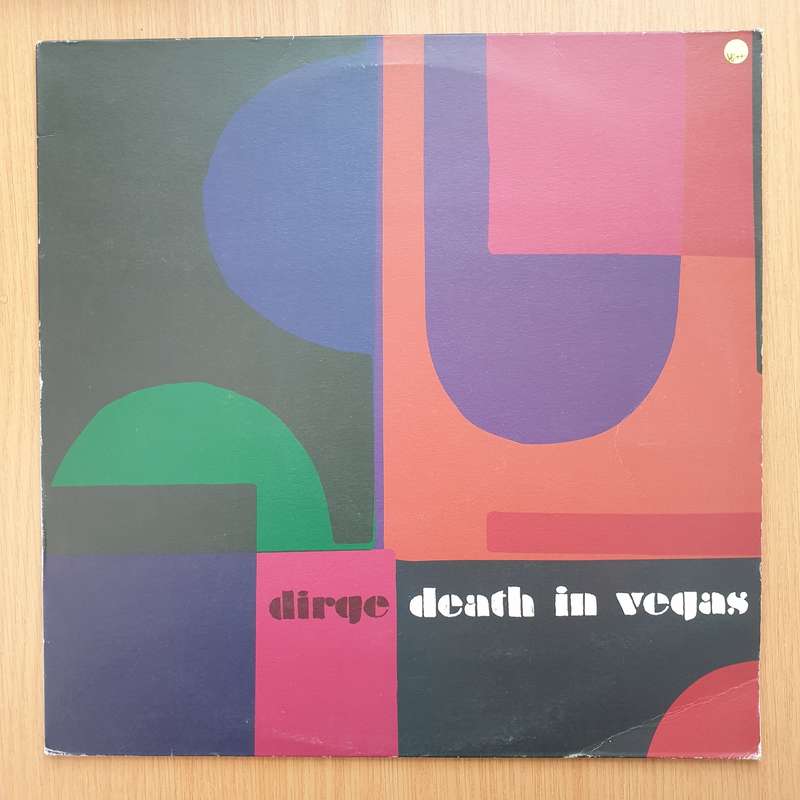 dirge death in vegas